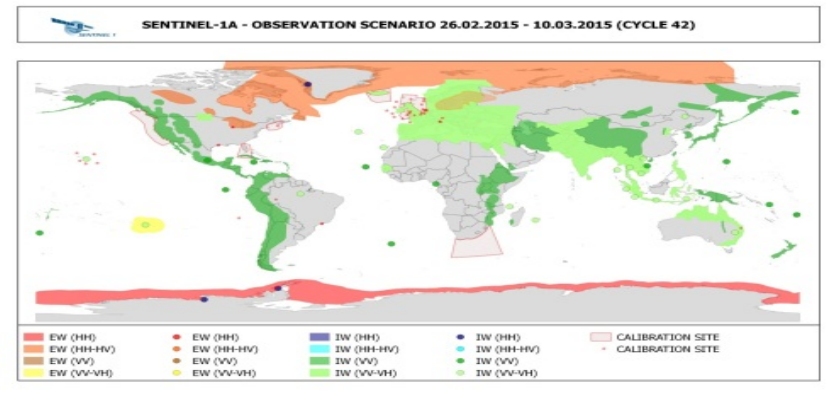 SENTINEL-1A - OBSERVATION SCENARIO 26.02.2015 - 10.03.2015 (CYCLE 42)
SENTINEL 1
EW (HH) EW (HH) IW (HH) IW (HH) CALIBRATION SITE
EW (HH-HV) EW (HH-HV) IW (HH-HV) IW (HH-HV) CALIBRATION SITE
EW (VV) EW (VV) IW (VV) IW (VV)
EW (VV-VH) EW (VV-VH) IW (VV-VH) IW (VV-VH)